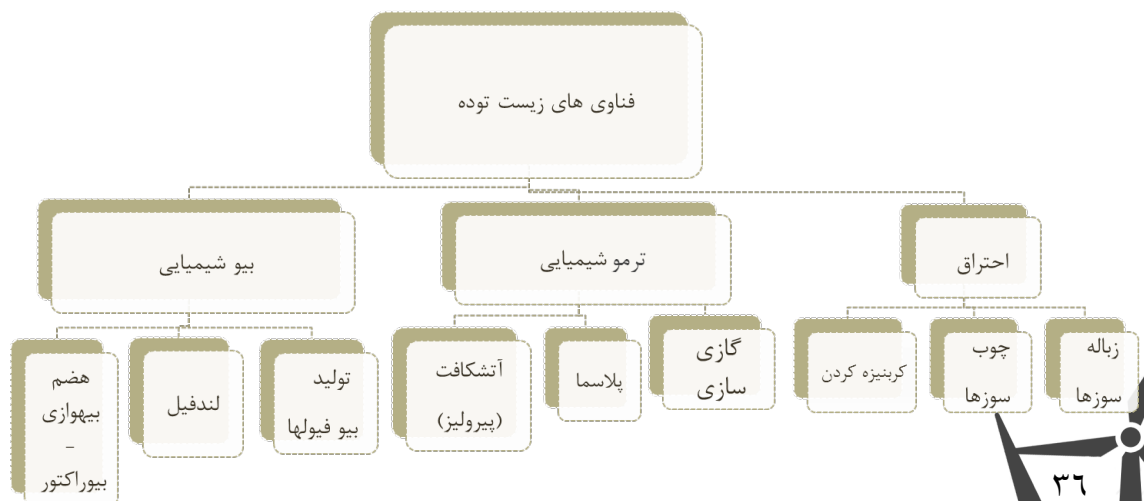 فناوی های زیست توده
احتراق
ترمو شیمیایی
بیو شیمیایی
زباله
سوزها
چوب
سوزها
کربنیزه کردن
گازی
سازی
پلاسما
آتشکافت
(پیرولیز)
تولید
بیو فیولها
لندفیل
هضم
بیهوازی
–
بیوراکتور
۳٦